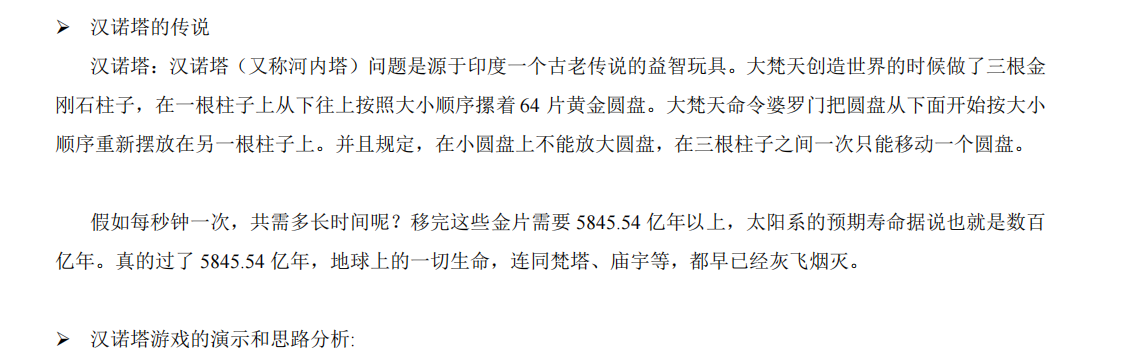 ➢ 汉诺塔的传说
汉诺塔：汉诺塔（又称河内塔）问题是源于印度一个古老传说的益智玩具。大梵天创造世界的时候做了三根金
刚石柱子，在一根柱子上从下往上按照大小顺序摞着 64 片黄金圆盘。大梵天命令婆罗门把圆盘从下面开始按大小
顺序重新摆放在另一根柱子上。并且规定，在小圆盘上不能放大圆盘，在三根柱子之间一次只能移动一个圆盘。
假如每秒钟一次，共需多长时间呢？移完这些金片需要 5845.54 亿年以上，太阳系的预期寿命据说也就是数百
亿年。真的过了 5845.54 亿年，地球上的一切生命，连同梵塔、庙宇等，都早已经灰飞烟灭。
➢ 汉诺塔游戏的演示和思路分析: